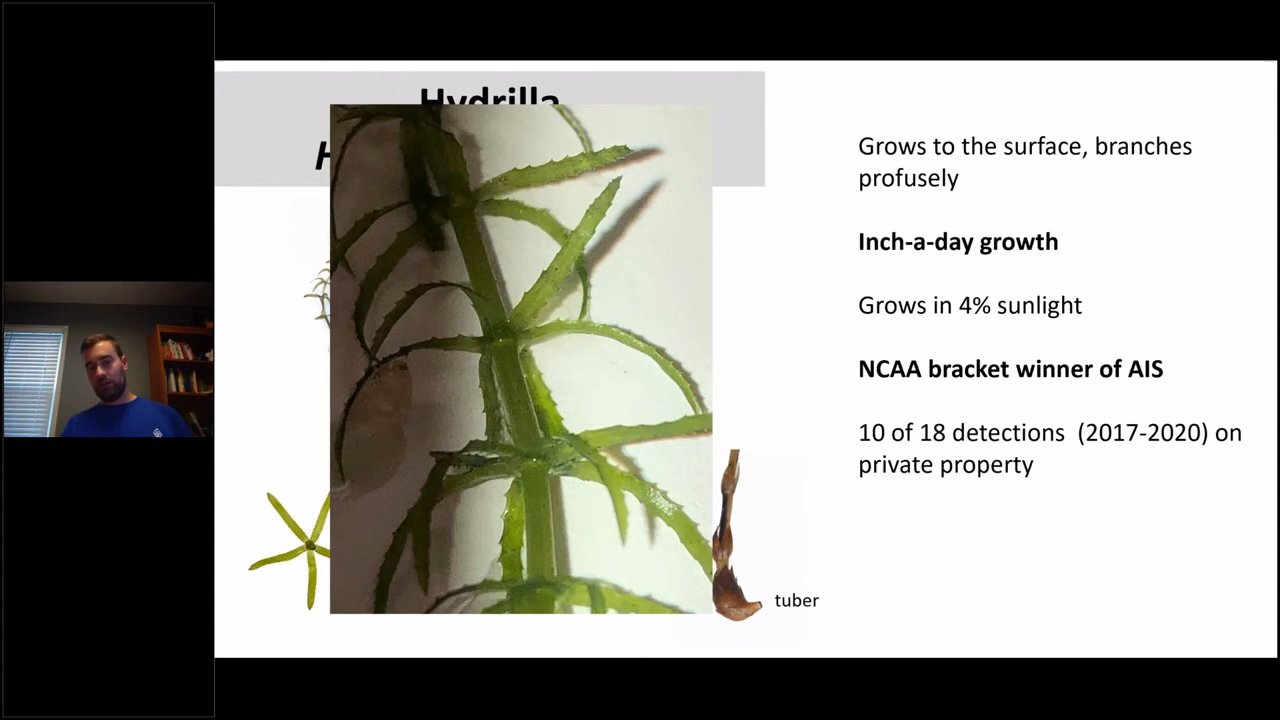 Hydrilla
H
Grows to the surface, branches
profusely
Inch-a-day growth
Grows in 4% sunlight
NCAA bracket winner of AIS
10 of 18 detections  (2017-2020) on
private property
tuber